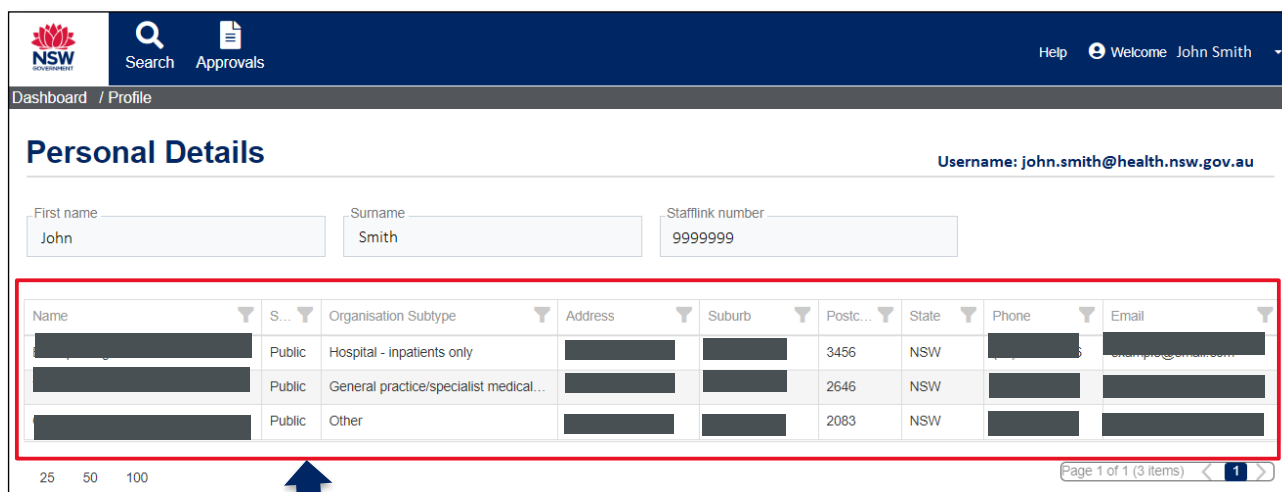 NSW
GOVERNMENT
Search Approvals
Help Welcome John Smith
Dashboard / Profile
Personal Details
Username: john.smith@health.nsw.gov.au
First name Surname Stafflink number
John Smith 9999999
Name S... Organisation Subtype Address Suburb Postc... State Phone Email
Public Hospital - inpatients only 3456 NSW
Public General practice/specialist medical... 2646 NSW
Public Other 2083 NSW
25 50 100 Page 1 of 1 (3 items) 1